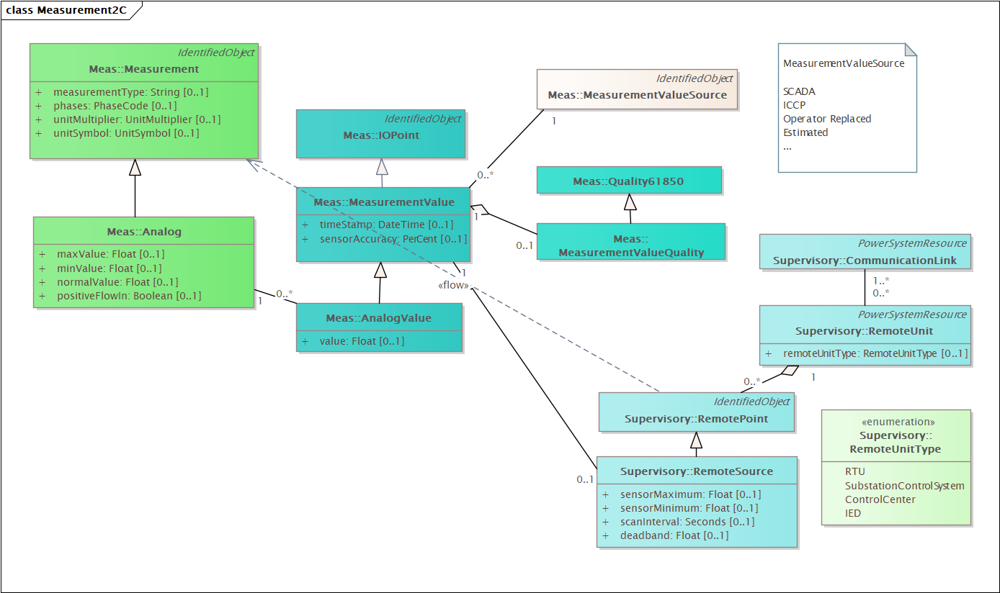 class Measurement2C
IdentifiedObject
Meas::Measurement
+ measurementType: String [0..1]
+ phases: PhaseCode [0..1]
+ unitMultiplier: UnitMultiplier [0..1]
+ unitSymbol: UnitSymbol [0..1]
Meas::Analog
+ maxValue: Float [0..1]
+ minValue: Float [0..1]
+ normalValue: Float [0..1]
+ positiveFlowIn: Boolean [0..1]
1
0..*
IdentifiedObject
Meas::IOPoint
Meas::MeasurementValue
+ timeStamp: DateTime [0..1]
+ sensorAccuracy: PerCent [0..1]
Meas::AnalogValue
+ value: Float [0..1]
IdentifiedObject
Meas::MeasurementValueSource
1
0..*
Meas::Quality61850
Meas::
MeasurementValueQuality
1
0..1
1
«flow»
0..1
MeasurementValueSource
SCADA
ICCP
Operator Replaced
Estimated
...
PowerSystemResource
Supervisory::CommunicationLink
1..*
0..*
PowerSystemResource
Supervisory::RemoteUnit
+ remoteUnitType: RemoteUnitType [0..1]
0..*
1
IdentifiedObject
Supervisory::RemotePoint
Supervisory::RemoteSource
+ sensorMaximum: Float [0..1]
+ sensorMinimum: Float [0..1]
+ scanInterval: Seconds [0..1]
+ deadband: Float [0..1]
«enumeration»
Supervisory::
RemoteUnitType
RTU
SubstationControlSystem
ControlCenter
IED